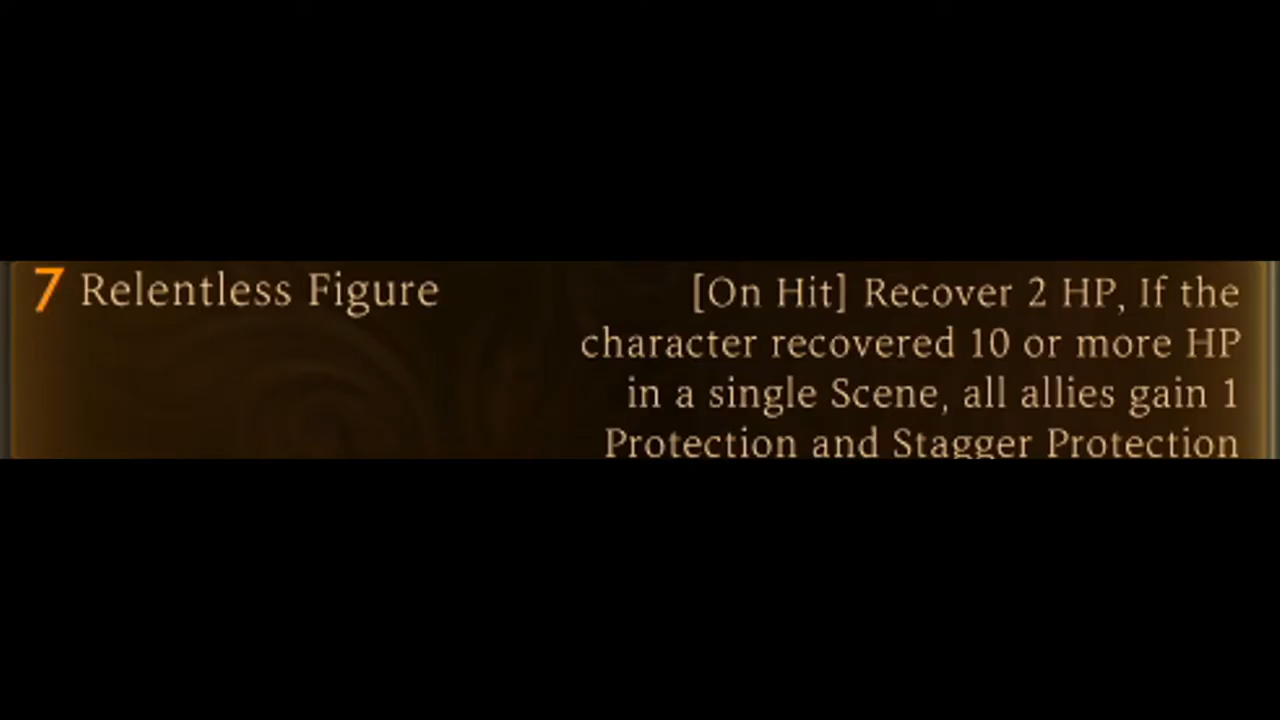 7 Relentless Figure
[On Hit] Recover 2 HP, If the
character recovered 10 or more HP
in a single Scene, all allies gain 1
Protection and Stagger Protection